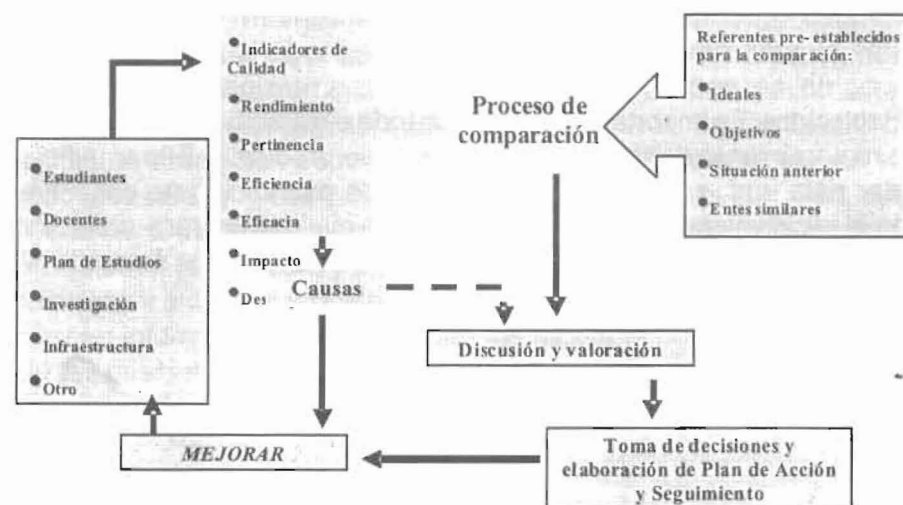 Indicadores de
Calidad
Rendimiento
Pertinencia
Eficiencia
Eficacia
Impacto
Des
Causas
Proceso de
comparación
Referentes pre-establecidos
para la comparación:
Ideales
Objetivos
Situación anterior
Entes similares
Estudiantes
Docentes
Plan de Estudios
Investigación
Infraestructura
Otro
Discusión y valoración
Toma de decisiones y
elaboración de Plan de Acción
y Seguimiento
MEJORAR